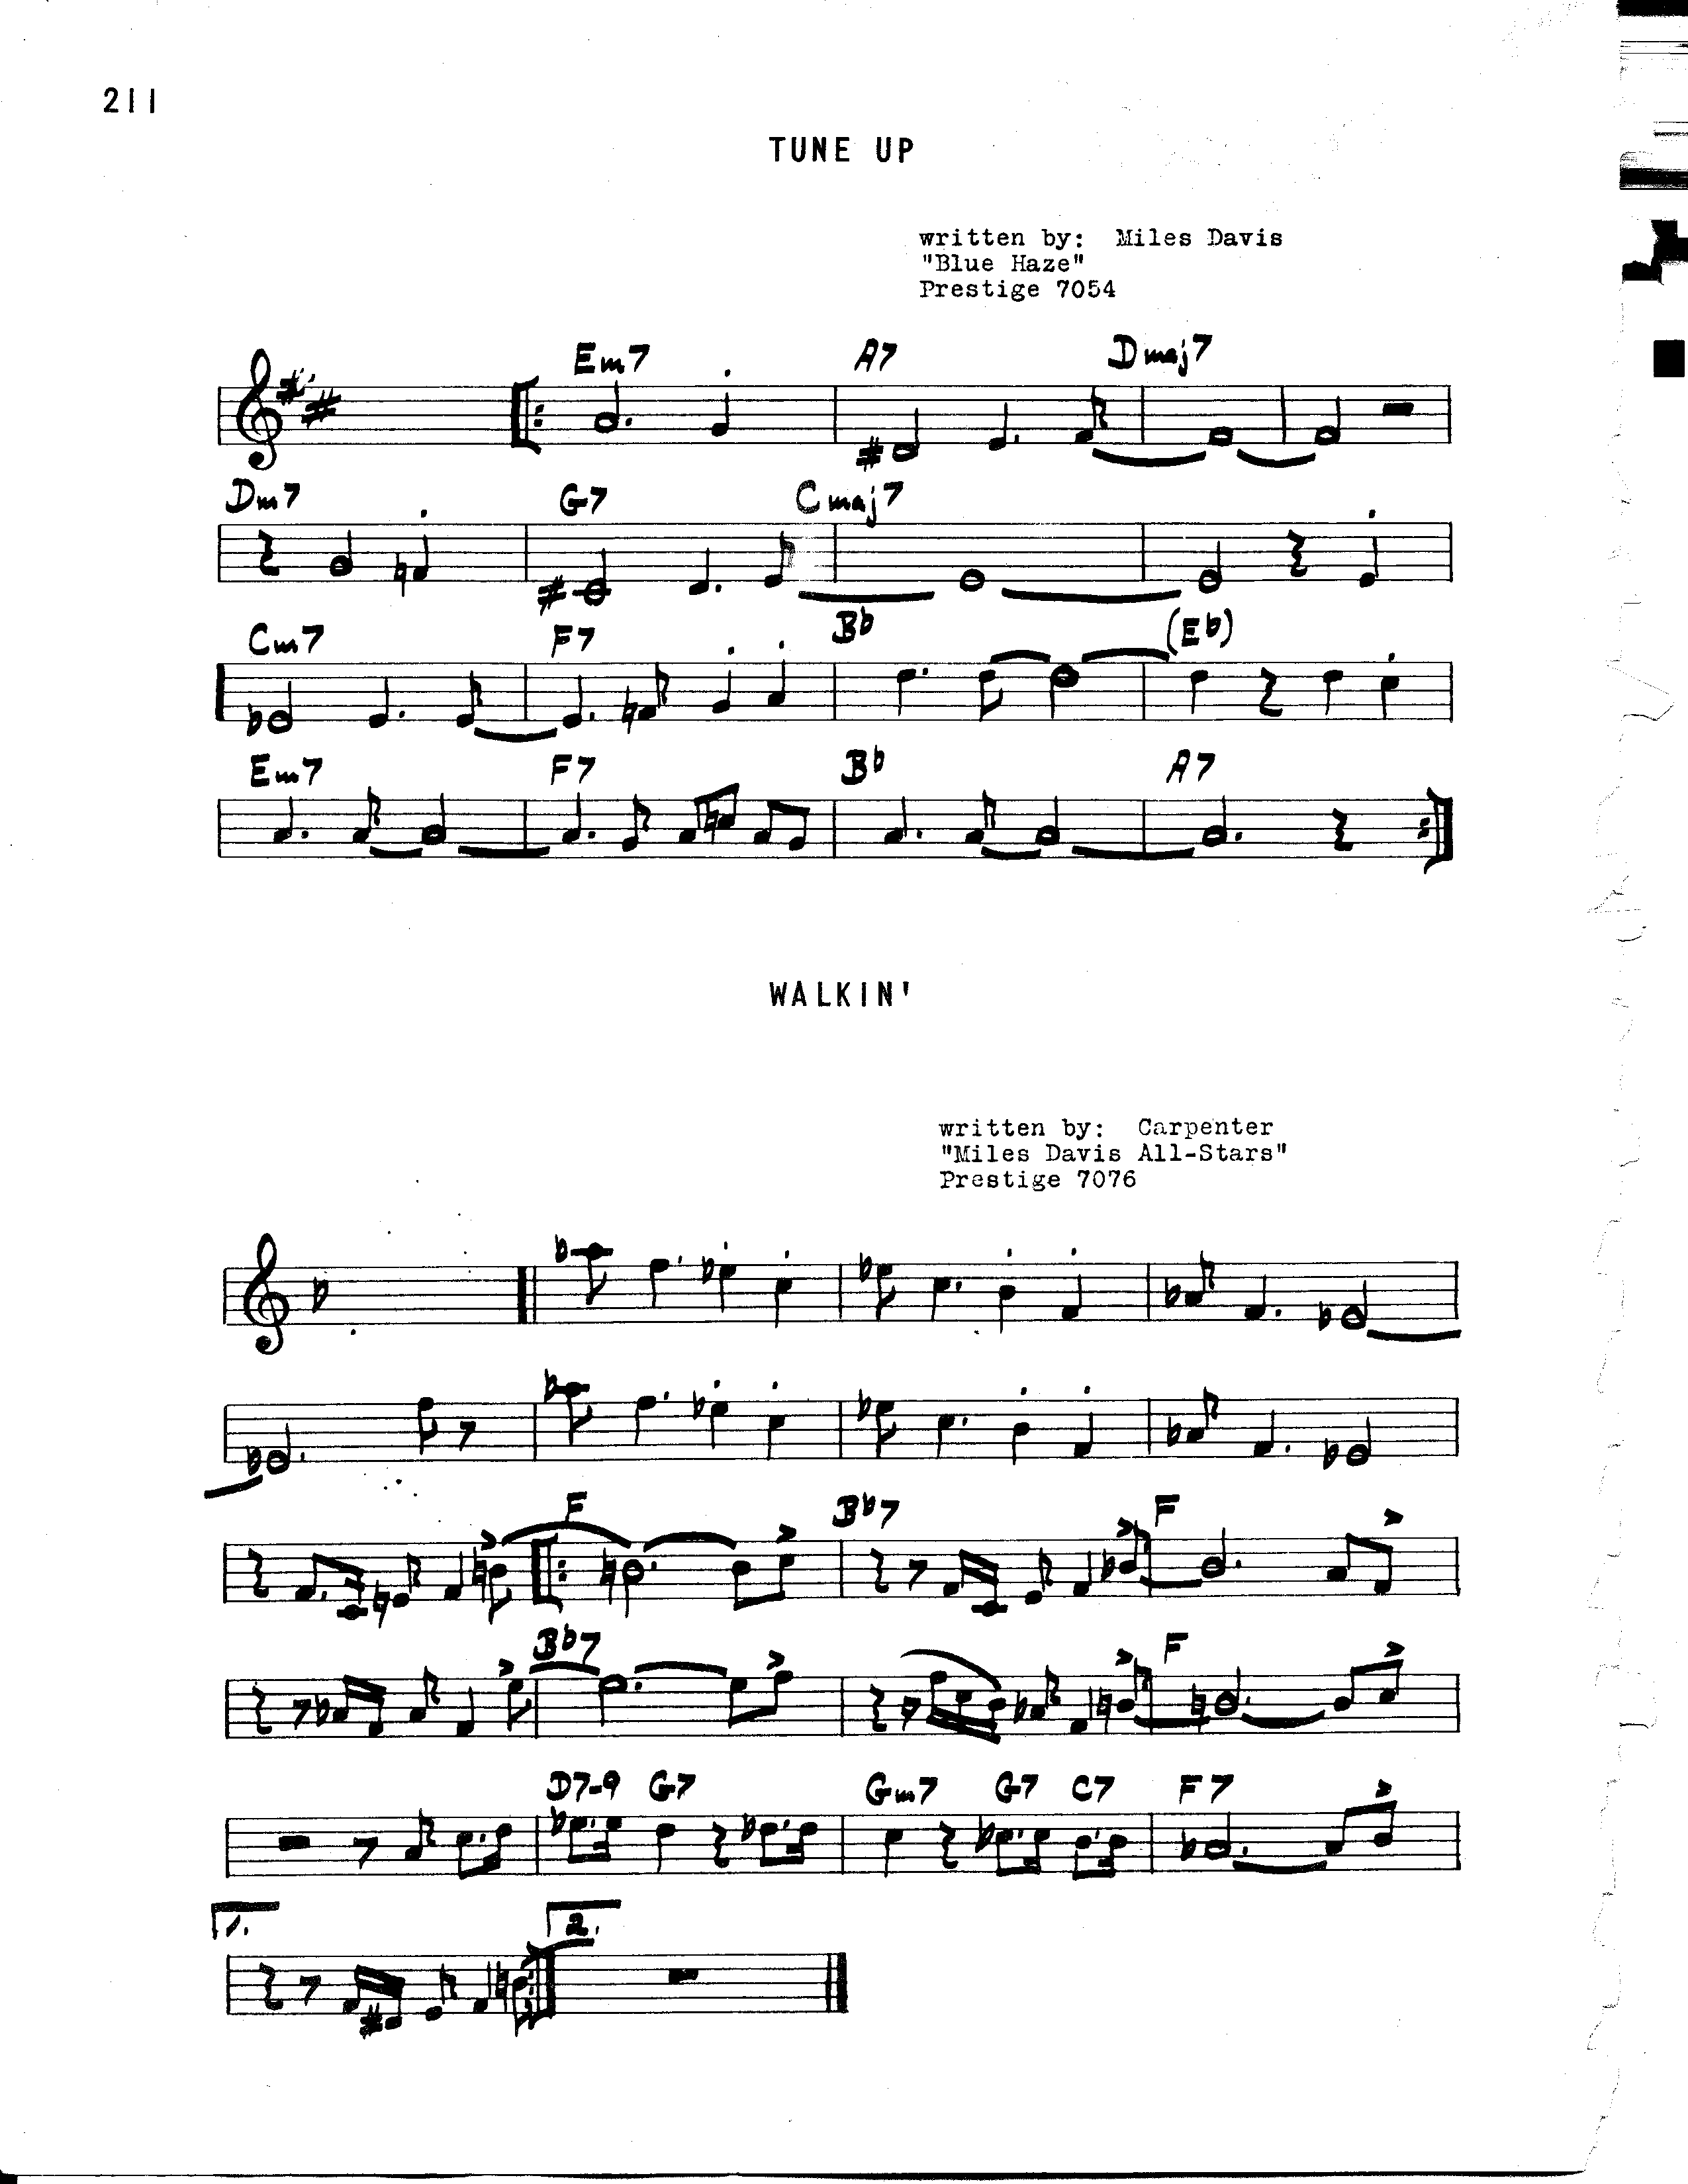 211
TUNE UP
written by: Miles Davis
"Blue Haze"
Prestige 7054
Em7 A7 Dmaj7
Dm7 G7 Cmaj7
Cm7 F7 Bb (Eb)
Em7 F7 Bb A7
WALKIN'
written by: Carpenter
"Miles Davis All-Stars"
Prestige 7076
F Bb7 F
Bb7 F
D7-9 G7 Gm7 G7 C7 F7
1. 2.